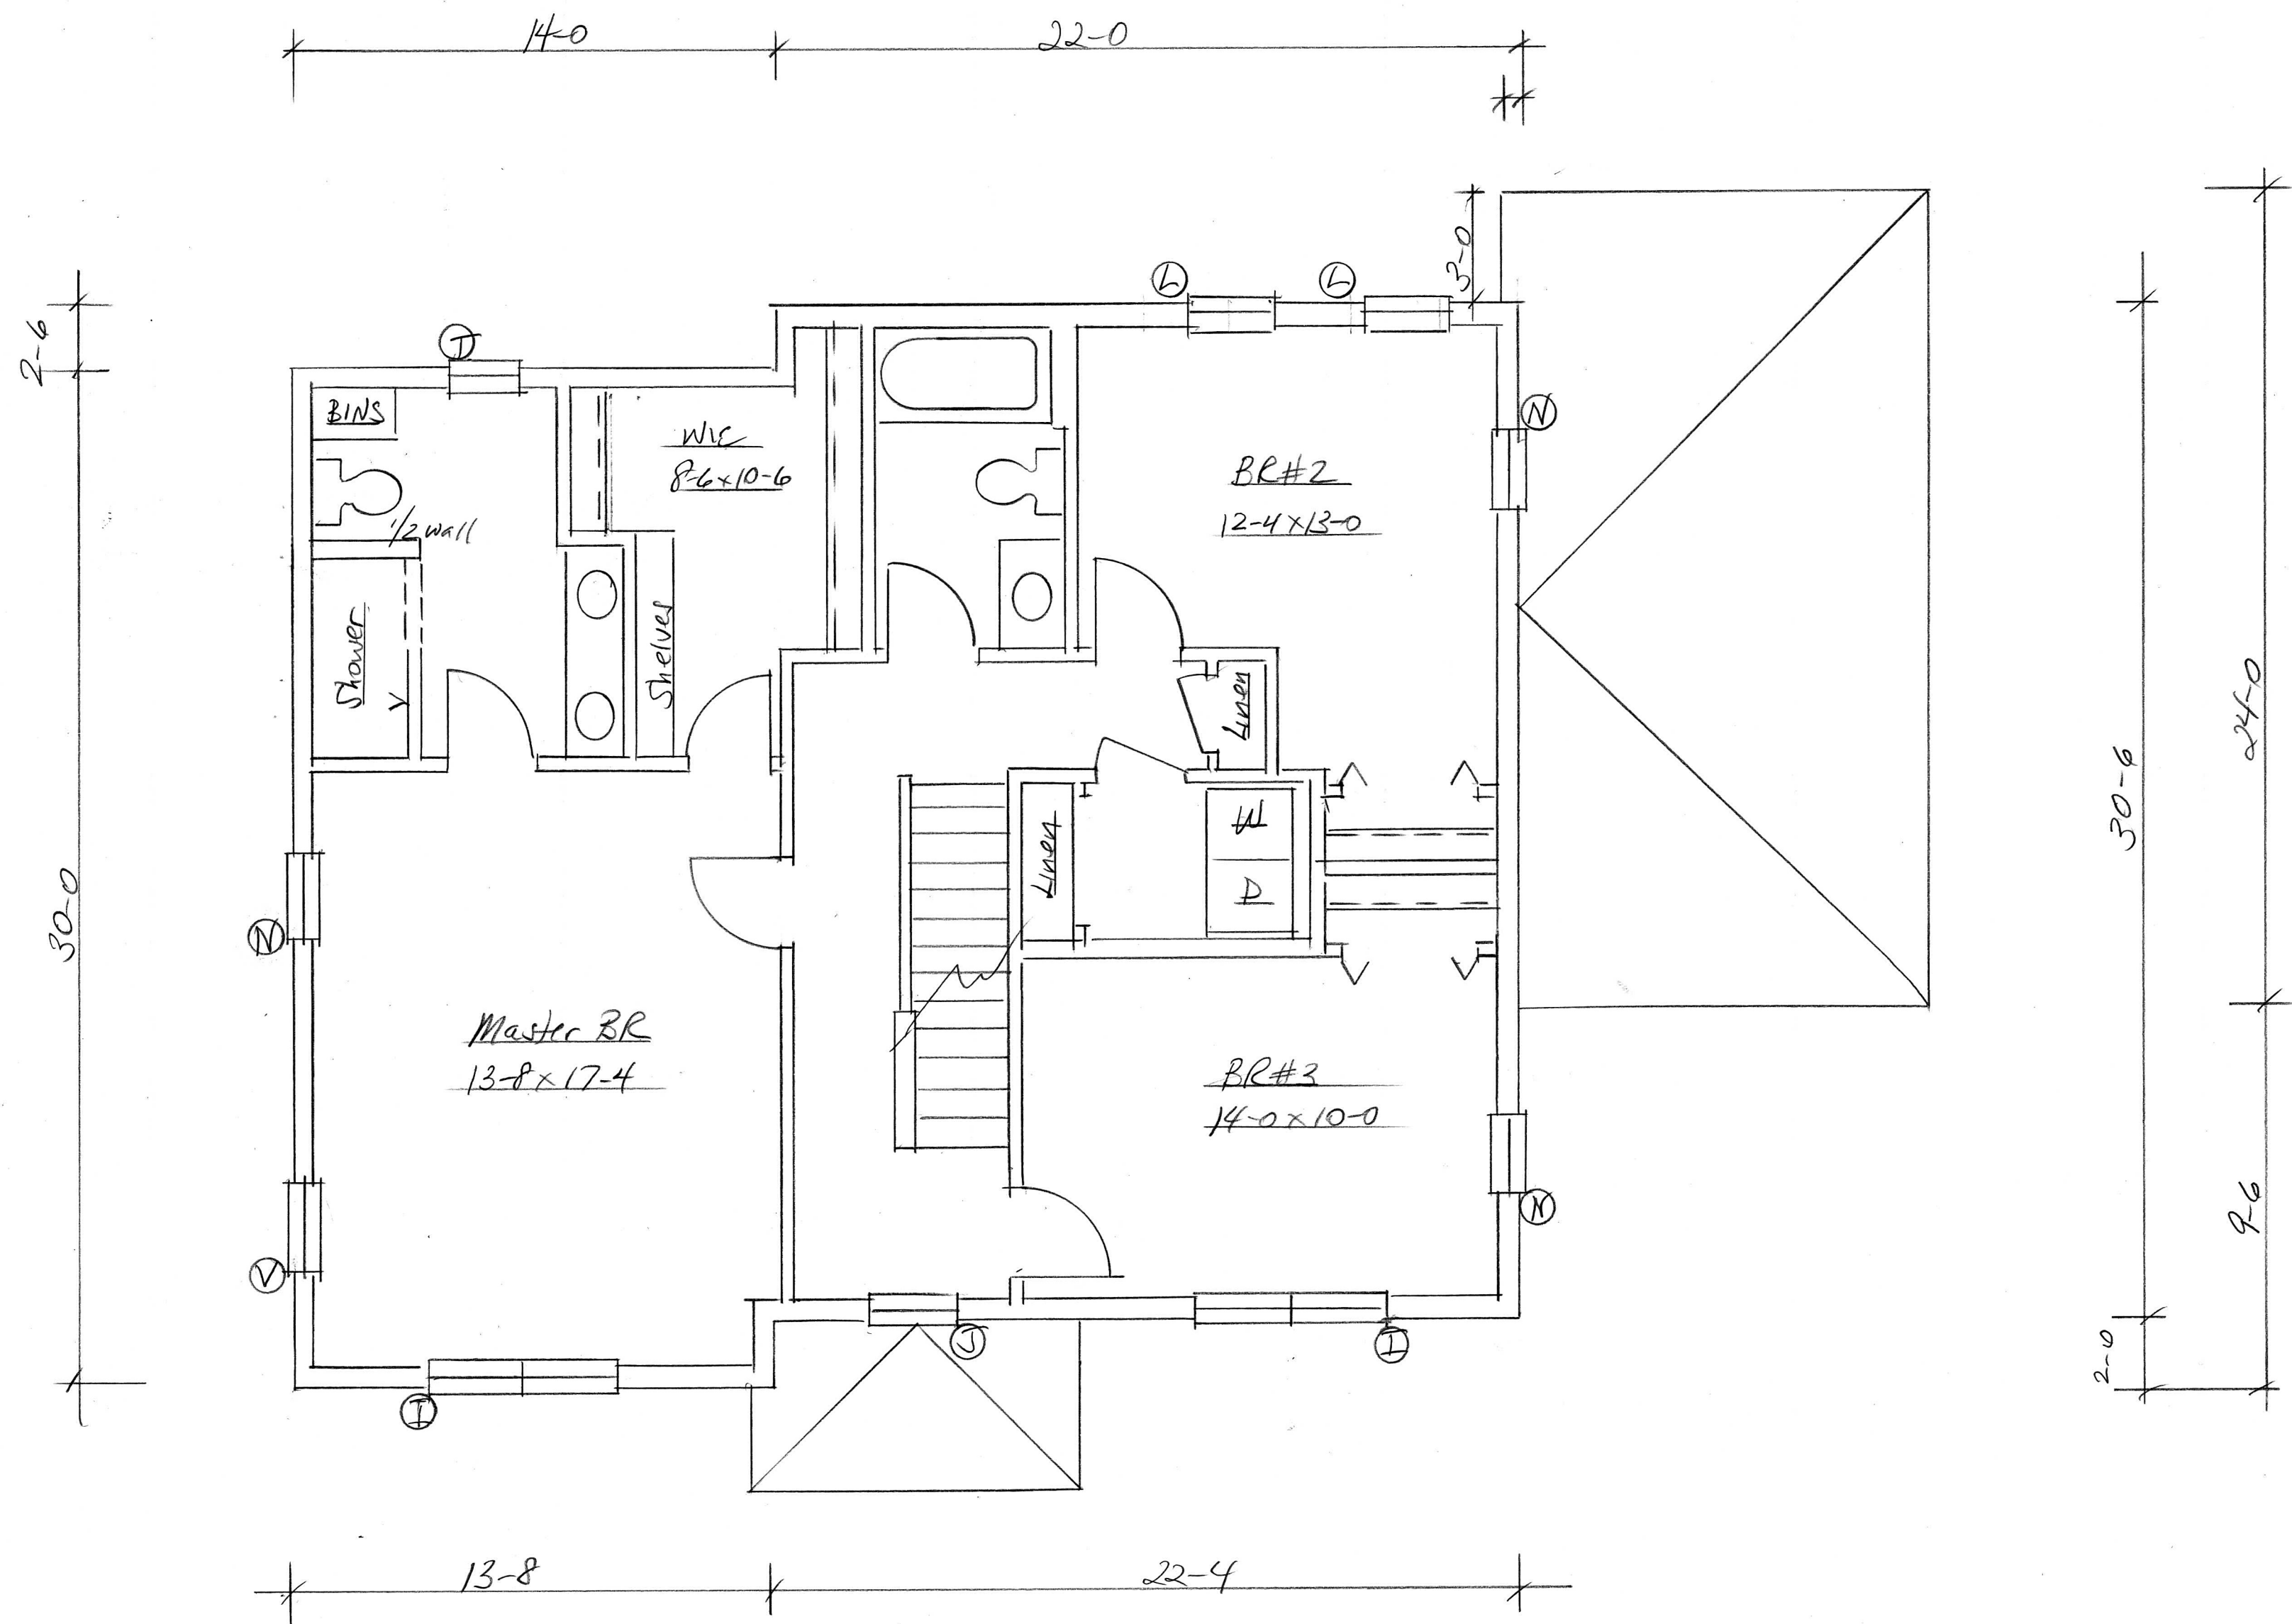 14-0
22-0
3-0
L
L
2-6
I
BINS
WIC
8-6x10-6
N
BR#2
12-4x13-0
1/2 wall
Shower
Shelves
Linen
24-0
30-6
W
D
Linen
30-0
N
Master BR
13-8x17-4
BR#3
14-0x10-0
N
9-6
V
J
I
2-0
I
13-8
22-4